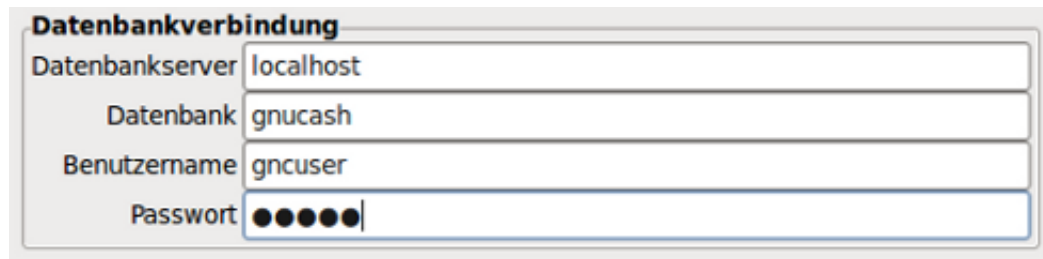 Datenbankverbindung
Datenbankserver localhost
Datenbank gnucash
Benutzername gncuser
Passwort ●●●●●